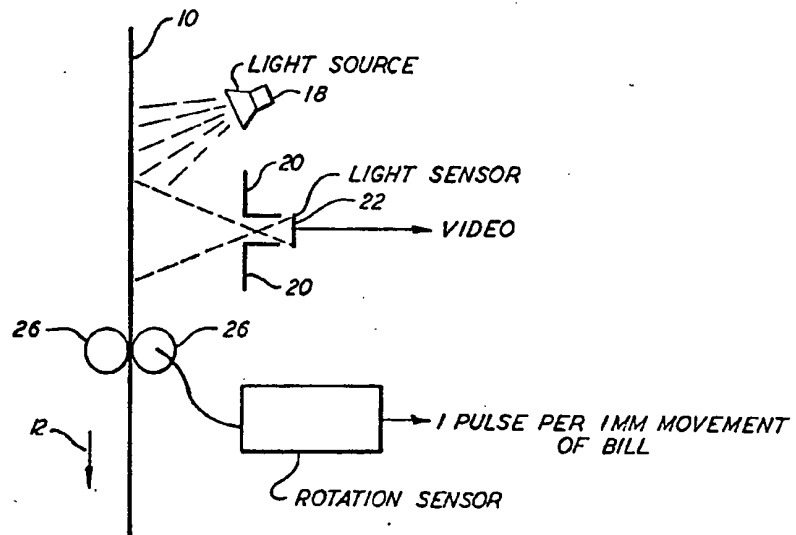 10
LIGHT SOURCE
18
20
LIGHT SENSOR
22
VIDEO
20
26
26
12
1 PULSE PER 1MM MOVEMENT
OF BILL
ROTATION SENSOR